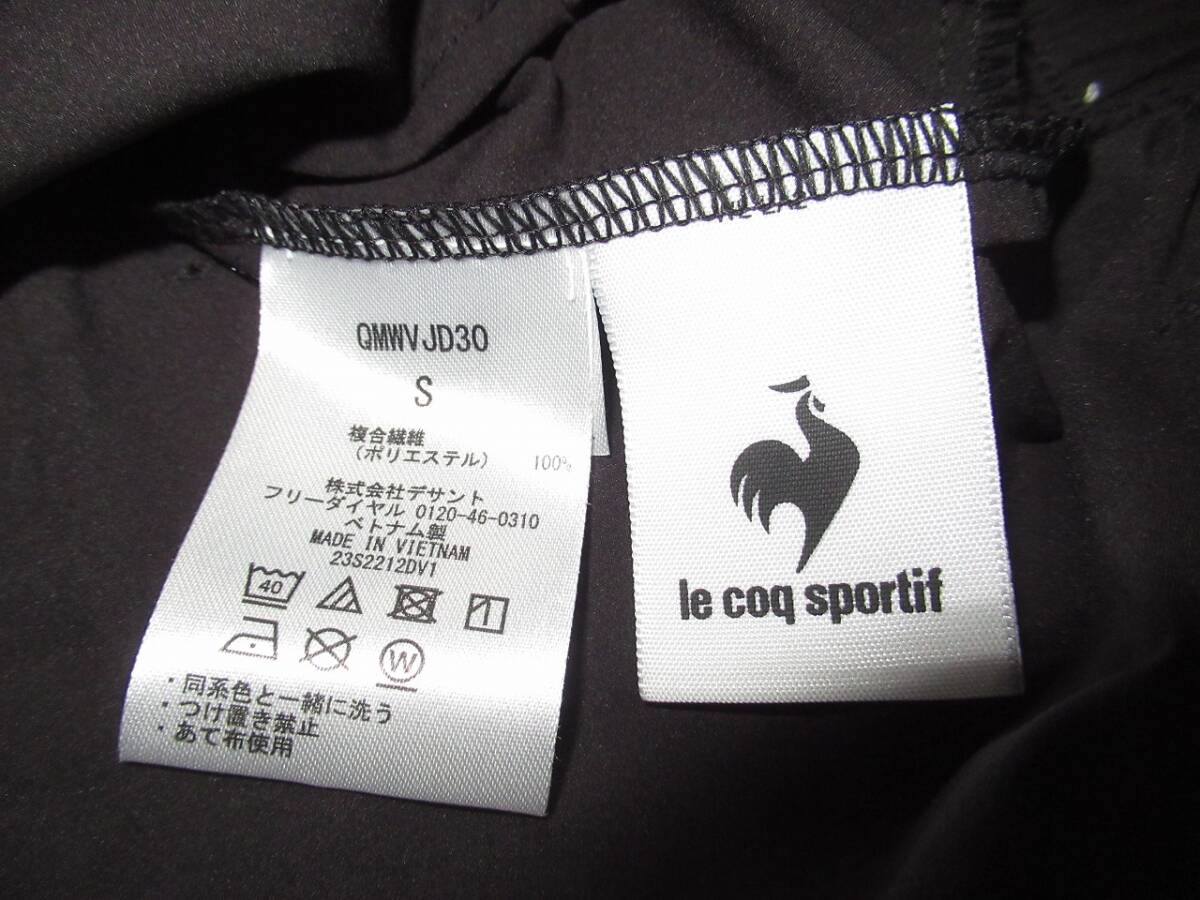 QMWVJD30
S
複合繊維
（ポリエステル） 100%
株式会社デサント
フリーダイヤル 0120-46-0310
ベトナム製
MADE IN VIETNAM
23S2212DV1
40
W
・同系色と一緒に洗う
・つけ置き禁止
・あて布使用
le coq sportif